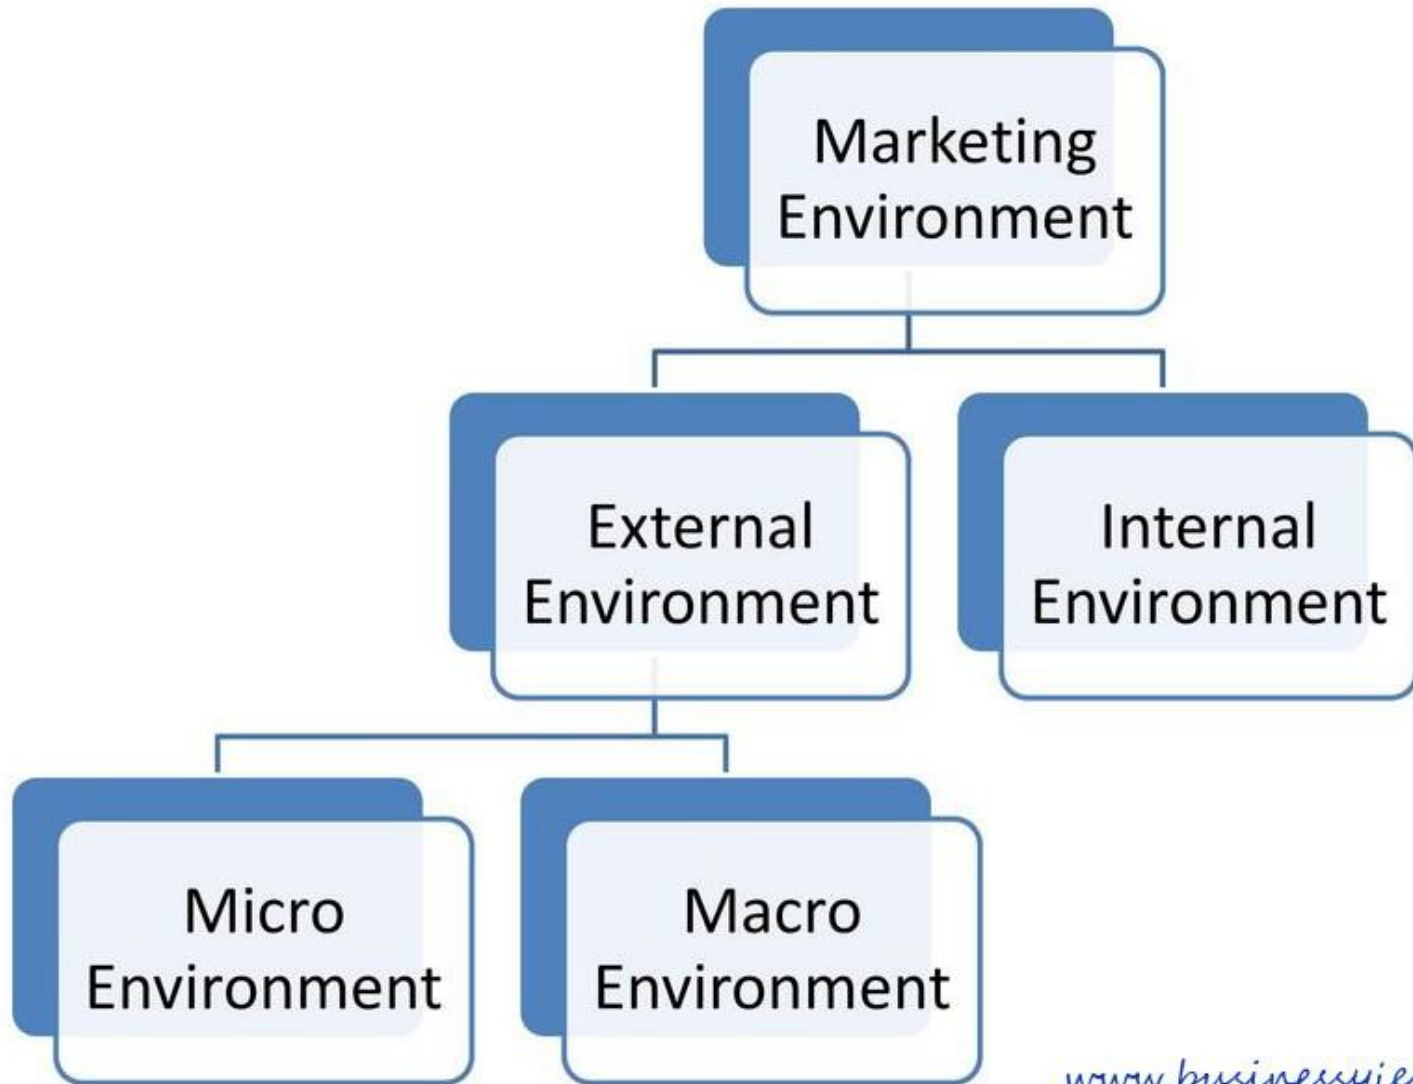 Marketing
Environment
External
Environment
Internal
Environment
Micro
Environment
Macro
Environment